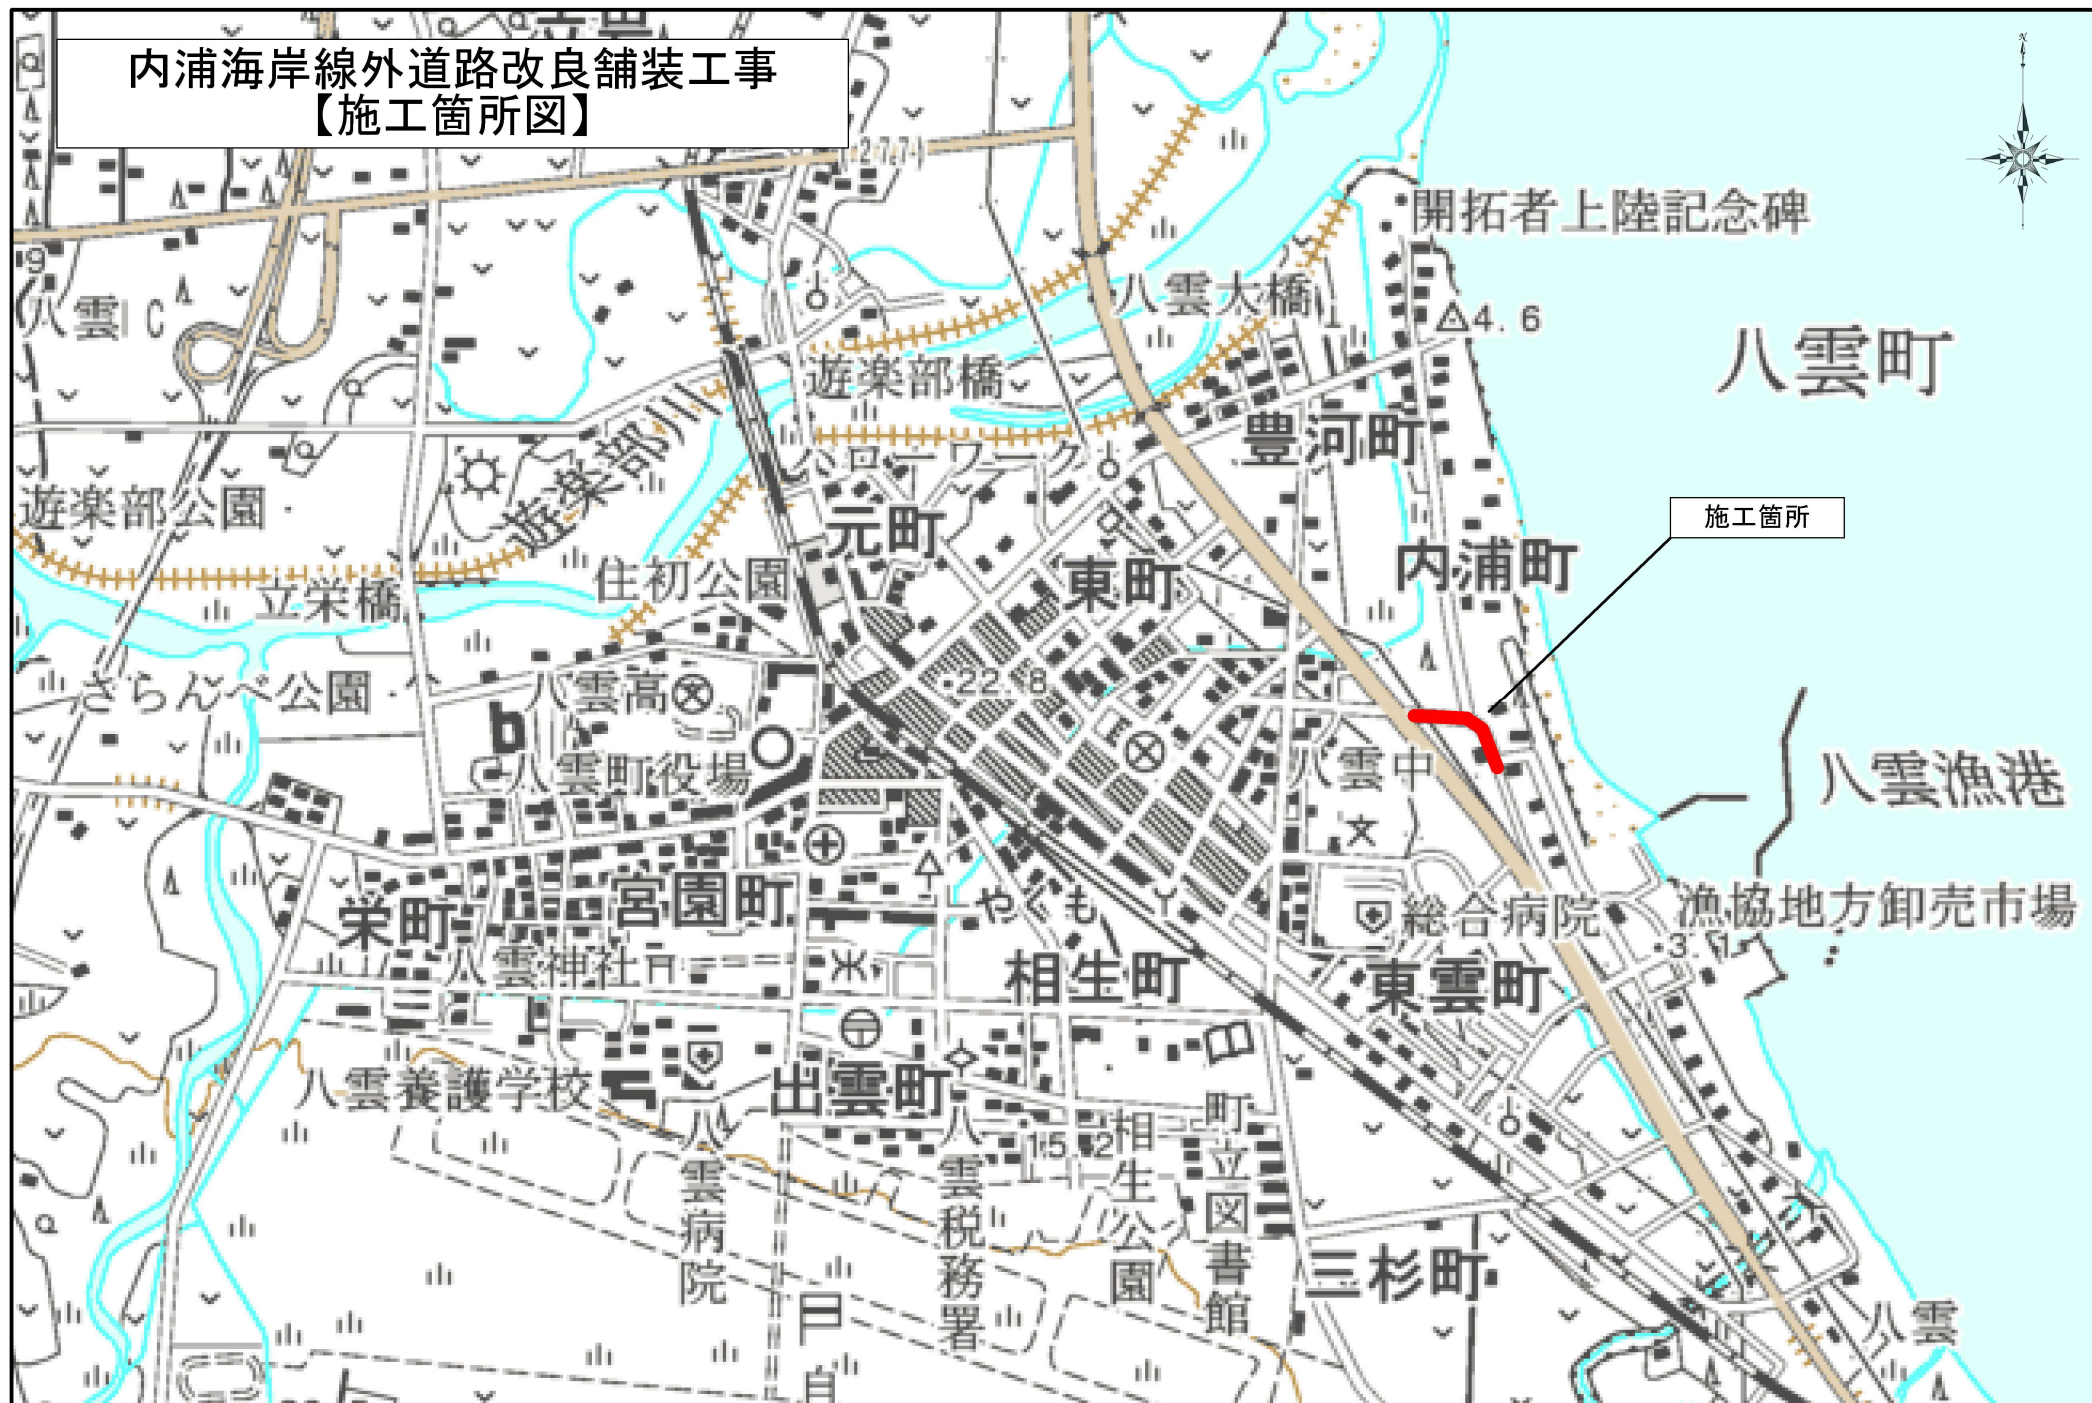 内浦海岸線外道路改良舗装工事
【施工箇所図】
N
(277)
開拓者上陸記念碑
9
八雲IC
八雲大橋
4.6
八雲町
遊楽部橋
遊楽部川
豊河町
ハローワーク
遊楽部公園
施工箇所
元町
内浦町
東町
住初公園
立栄橋
さらんべ公園
八雲高
22.8
八雲町役場
八雲中
八雲漁港
栄町
宮園町
やくも
総合病院
漁協地方卸売市場
八雲神社
相生町
東雲町
3.1
八雲養護学校
出雲町
八雲病院
八雲税務署
15.2
相生公園
町立図書館
三杉町
八雲
自